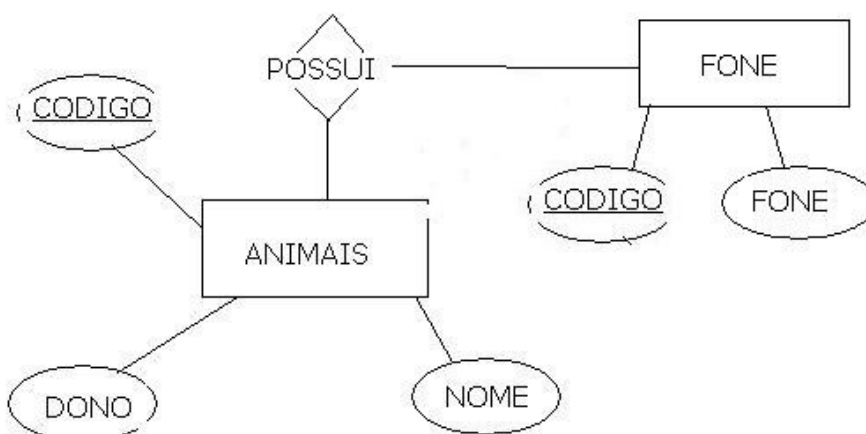 POSSUI
FONE
CODIGO
CODIGO
FONE
ANIMAIS
DONO
NOME